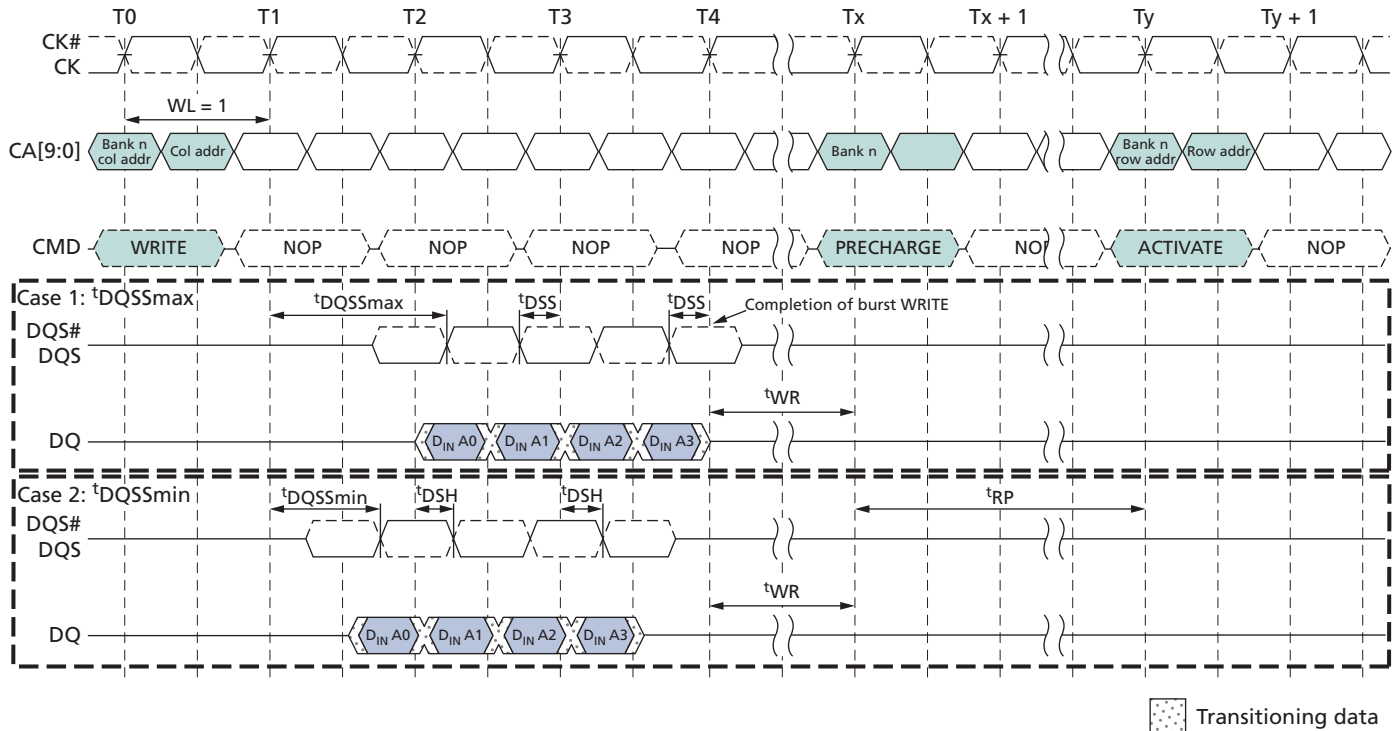 T0 T1 T2 T3 T4 Tx Tx + 1 Ty Ty + 1
CK#
CK
WL = 1
CA[9:0] Bank n col addr Col addr Bank n Bank n row addr Row addr
CMD WRITE NOP NOP NOP NOP PRECHARGE NOP ACTIVATE NOP
Case 1: tDQSSmax
tDQSSmax tDSS tDSS Completion of burst WRITE
DQS#
DQS
tWR
DQ DIN A0 DIN A1 DIN A2 DIN A3
Case 2: tDQSSmin
tDQSSmin tDSH tDSH tRP
DQS#
DQS
tWR
DQ DIN A0 DIN A1 DIN A2 DIN A3
Transitioning data